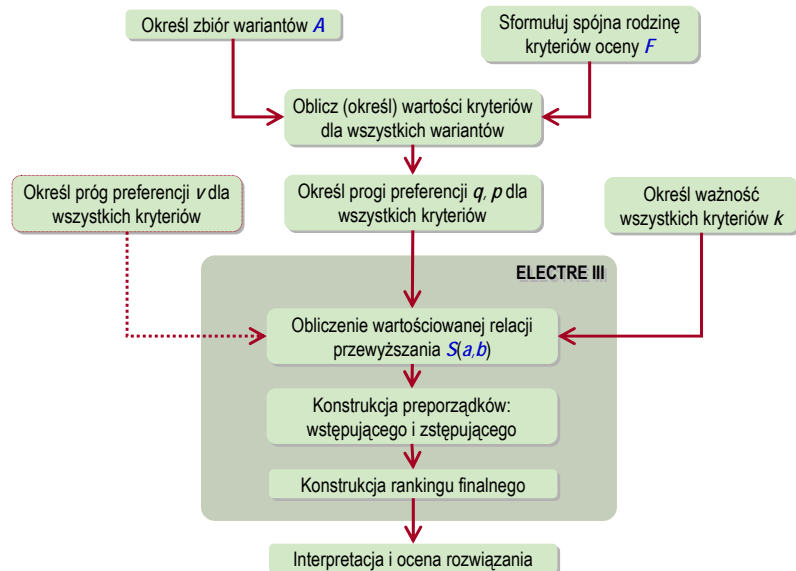 Określ zbiór wariantów A
Sformułuj spójna rodzinę
kryteriów oceny F
Oblicz (określ) wartości kryteriów
dla wszystkich wariantów
Określ próg preferencji v dla
wszystkich kryteriów
Określ progi preferencji q, p dla
wszystkich kryteriów
Określ ważność
wszystkich kryteriów k
ELECTRE III
Obliczenie wartościowanej relacji
przewyższania S(a,b)
Konstrukcja preporządków:
wstępującego i zstępującego
Konstrukcja rankingu finalnego
Interpretacja i ocena rozwiązania